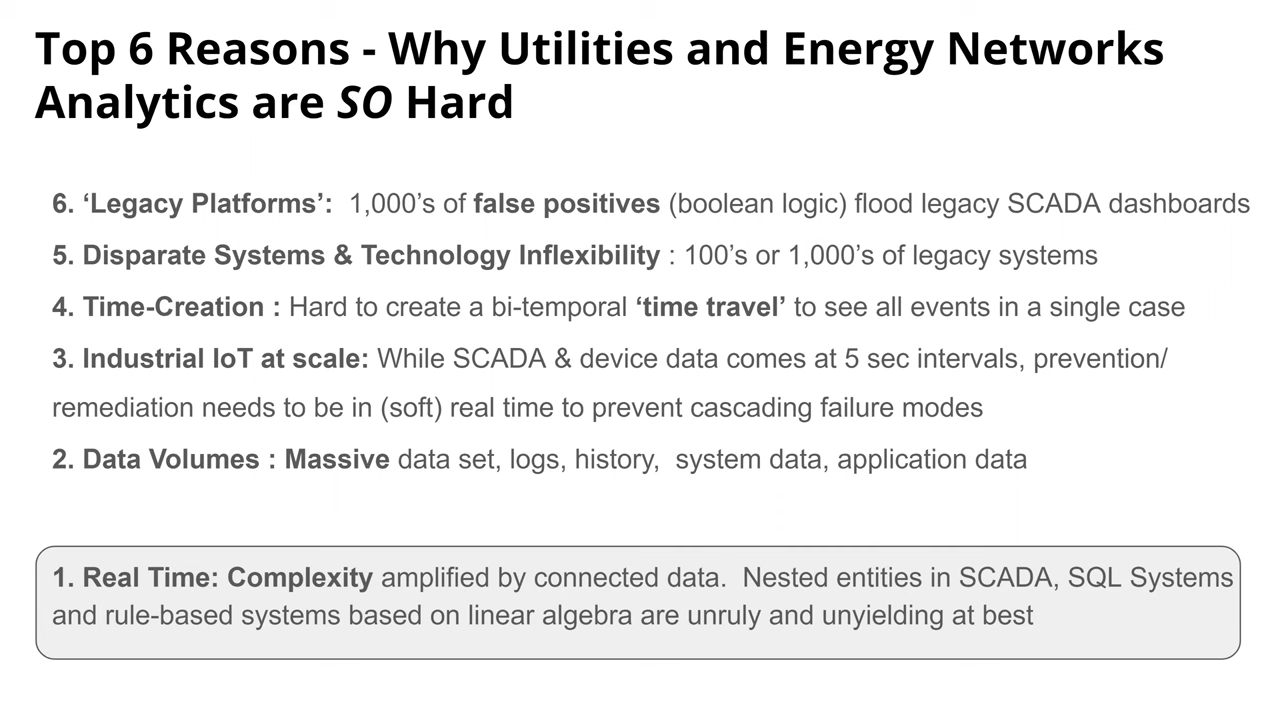 Top 6 Reasons - Why Utilities and Energy Networks
Analytics are SO Hard
6. ‘Legacy Platforms’: 1,000’s of false positives (boolean logic) flood legacy SCADA dashboards
5. Disparate Systems & Technology Inflexibility : 100’s or 1,000’s of legacy systems
4. Time-Creation : Hard to create a bi-temporal ‘time travel’ to see all events in a single case
3. Industrial IoT at scale: While SCADA & device data comes at 5 sec intervals, prevention/
remediation needs to be in (soft) real time to prevent cascading failure modes
2. Data Volumes : Massive data set, logs, history, system data, application data
1. Real Time: Complexity amplified by connected data. Nested entities in SCADA, SQL Systems
and rule-based systems based on linear algebra are unruly and unyielding at best